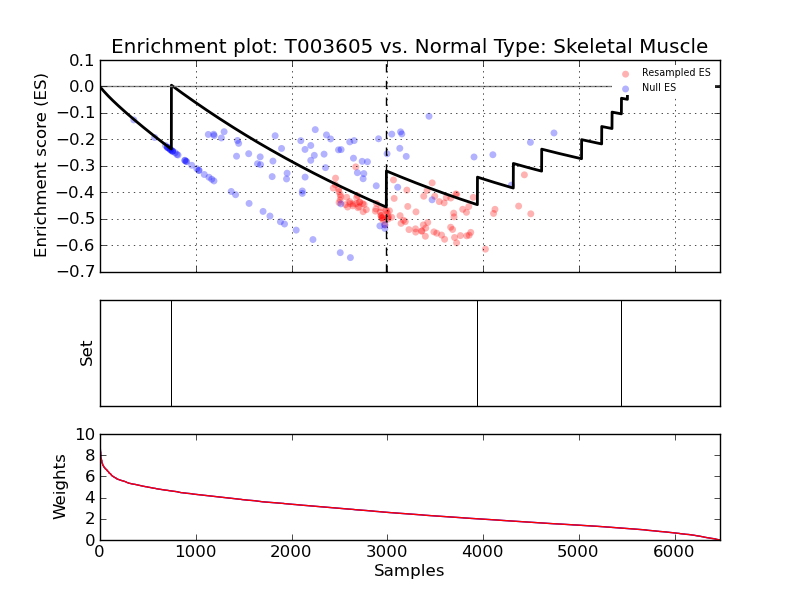 Enrichment plot: T003605 vs. Normal Type: Skeletal Muscle
Enrichment score (ES)
0.1
0.0
−0.1
−0.2
−0.3
−0.4
−0.5
−0.6
−0.7
Resampled ES
Null ES
Set
Weights
10
8
6
4
2
0
0 1000 2000 3000 4000 5000 6000
Samples